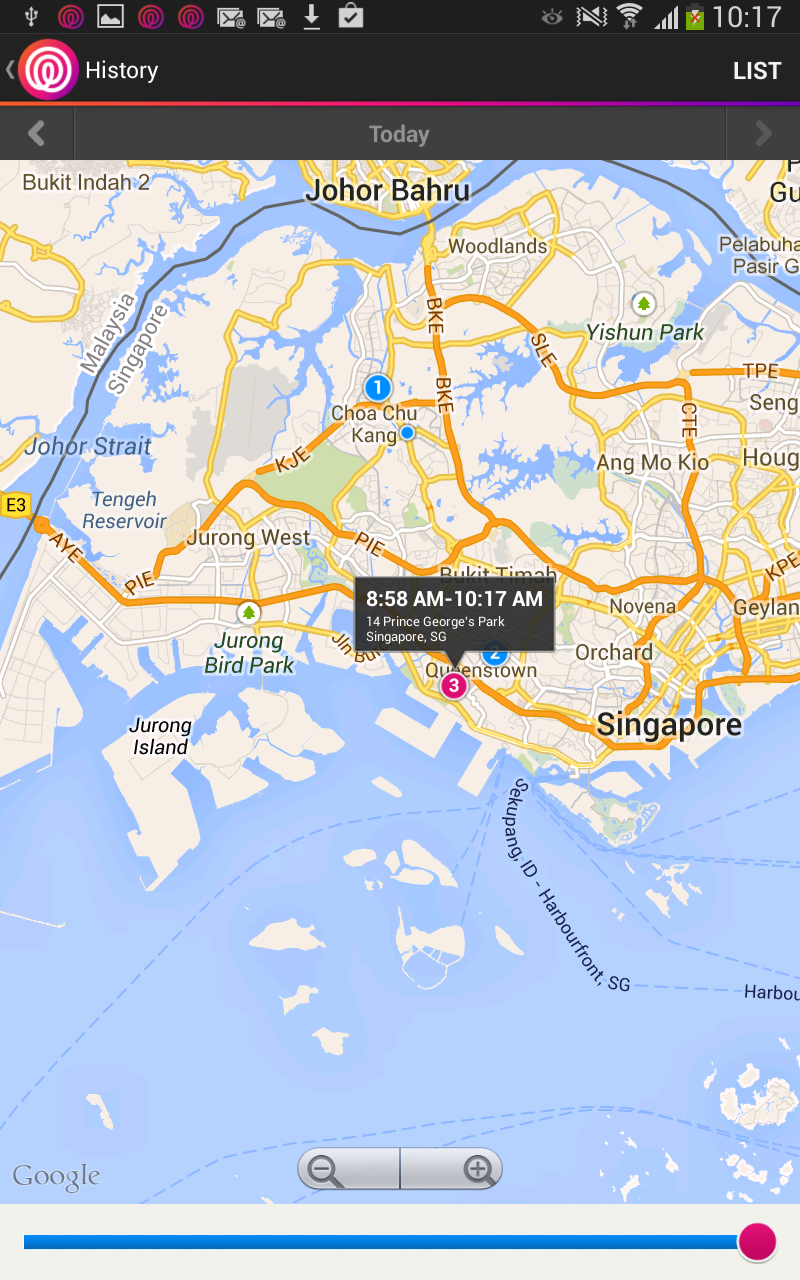 10:17
History
LIST
Today
Bukit Indah 2
Johor Bahru
Gu
Woodlands
Pelabuha
Pasir G
Malaysia
Singapore
BKE
Yishun Park
SLE
TPE
BKE
1
Choa Chu
Kang
CTE
Seng
Johor Strait
KJE
Ang Mo Kio
Houg
E3
Tengeh
Reservoir
AYE
Jurong West
PIE
PIE
Bukit Timah
KPE
8:58 AM-10:17 AM
14 Prince George's Park
Singapore, SG
Novena
Geylan
Jurong
Bird Park
Jln Bu
2
Orchard
Queenstown
3
Jurong
Island
Singapore
Sekupang, ID - Harbourfront, SG
Harbou
Google